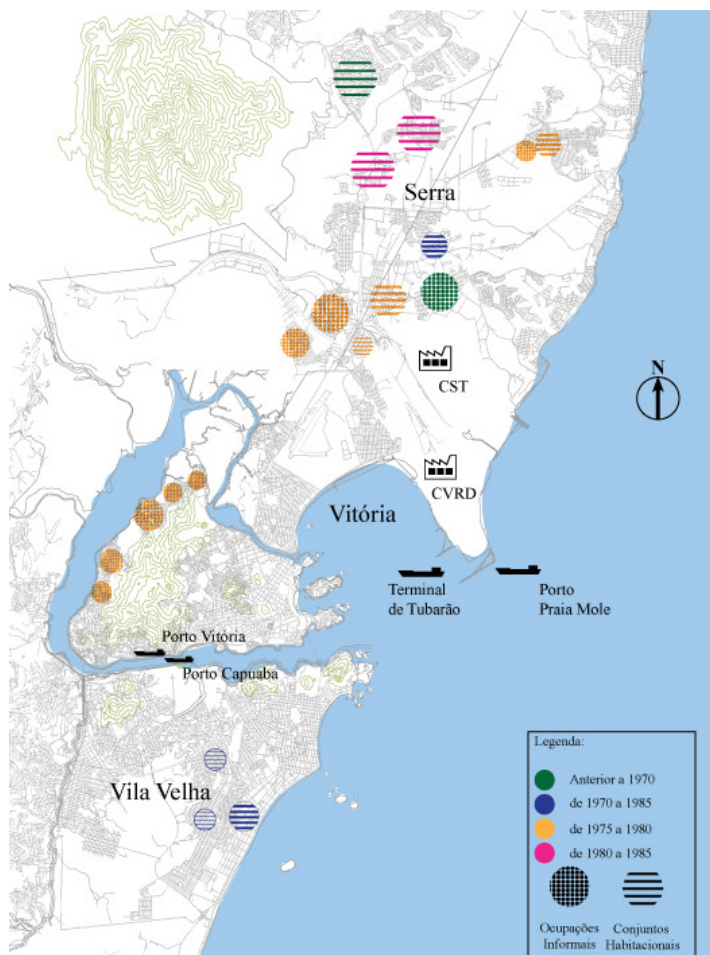 Serra
CST
N
CVRD
Vitória
Terminal
de Tubarão
Porto
Praia Mole
Porto Vitória
Porto Capuaba
Vila Velha
Legenda:
Anterior a 1970
de 1970 a 1985
de 1975 a 1980
de 1980 a 1985
Ocupações
Informais
Conjuntos
Habitacionais